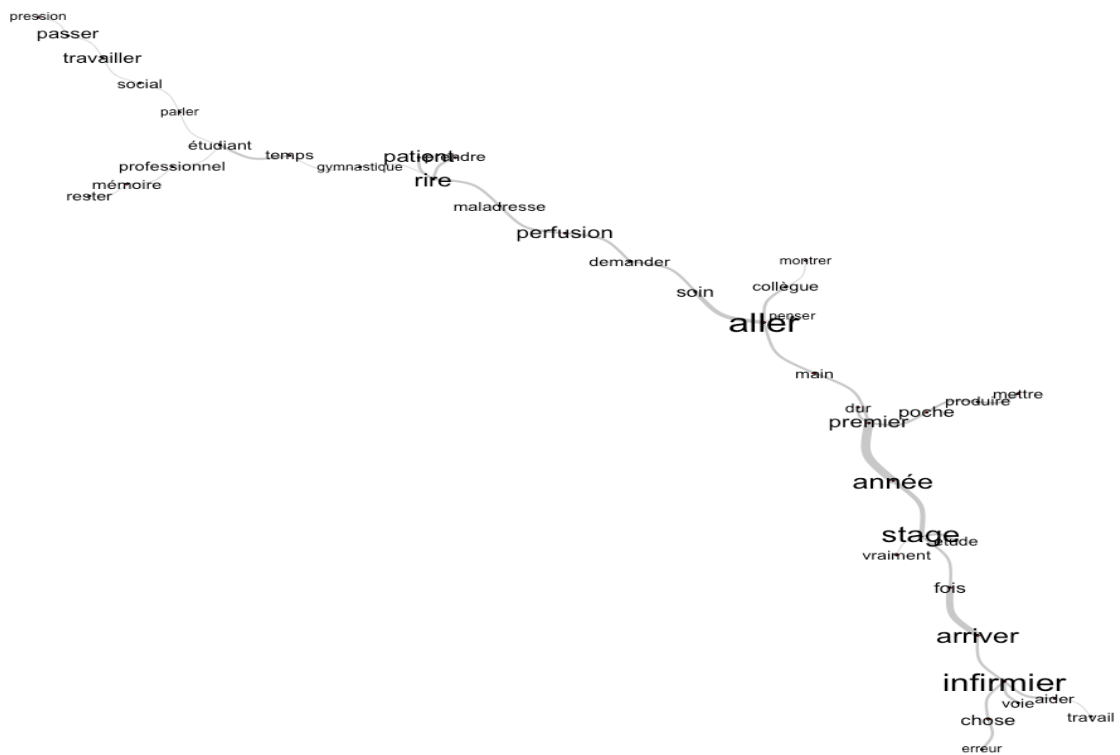 pression
passer
travailler
social
parler
étudiant
temps
professionnel
gymnastique
mémoire
rester
patient
prendre
rire
maladresse
perfusion
demander
soin
montrer
collègue
penser
aller
main
dur
premier
poche
produire
mettre
année
stage
étude
vraiment
fois
arriver
infirmier
voie
aider
travail
chose
erreur